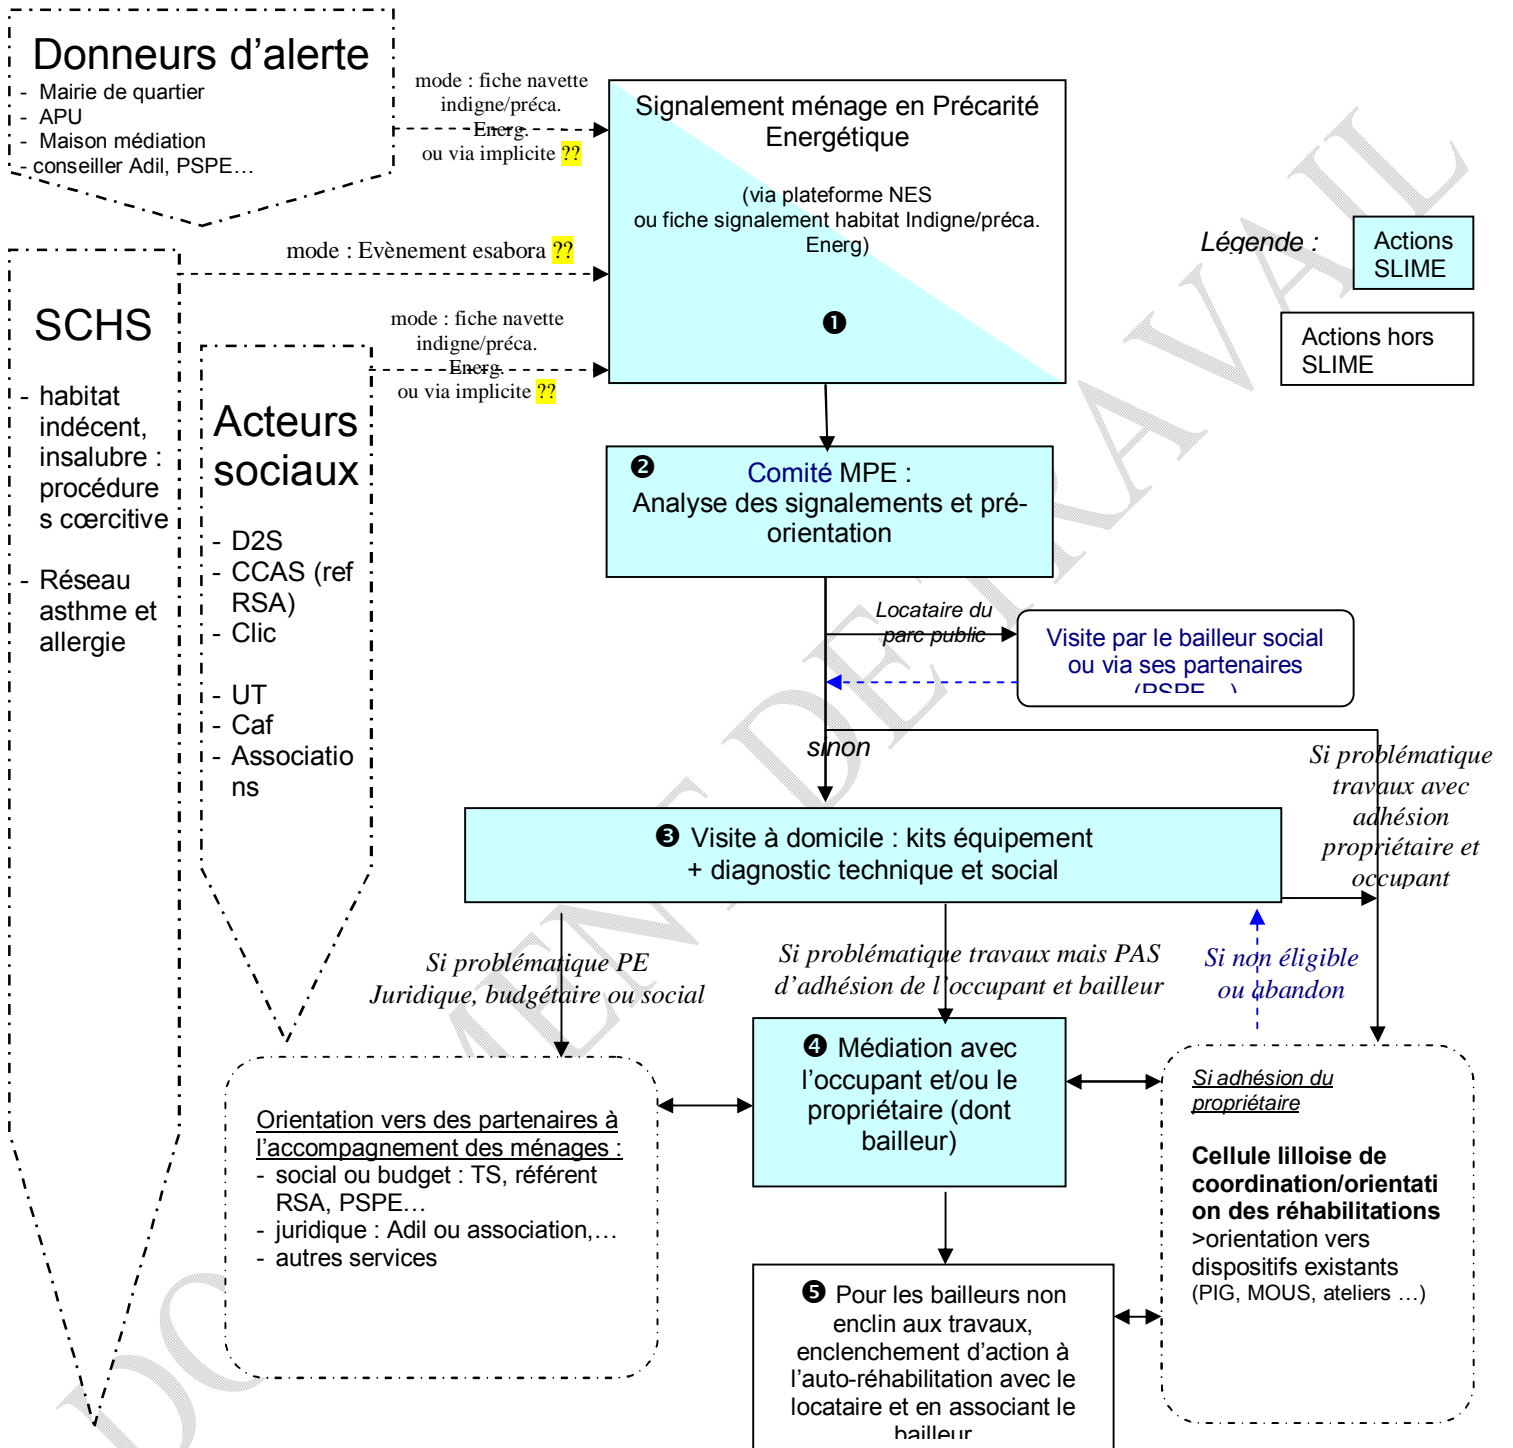 Donneurs d’alerte
- Mairie de quartier
- APU
- Maison médiation
- conseiller Adil, PSPE…
mode : fiche navette
indigne/préca.
Energ.
ou via implicite ??
Signalement ménage en Précarité
Energétique
(via plateforme NES
ou fiche signalement habitat Indigne/préca.
Energ)
❶
mode : Evènement esabora ??
Légende :
Actions
SLIME
Actions hors
SLIME
SCHS
- habitat
indécent,
insalubre :
procédure
s cœrcitive
- Réseau
asthme et
allergie
mode : fiche navette
indigne/préca.
Energ.
ou via implicite ??
Acteurs
sociaux
- D2S
- CCAS (ref
RSA)
- Clic
- UT
- Caf
- Associatio
ns
❷ Comité MPE :
Analyse des signalements et pré-
orientation
Locataire du
parc public
Visite par le bailleur social
ou via ses partenaires
(PSPE…)
sinon
Si problématique
travaux avec
adhésion
propriétaire et
occupant
❸ Visite à domicile : kits équipement
+ diagnostic technique et social
Si problématique PE
Juridique, budgétaire ou social
Si problématique travaux mais PAS
d’adhésion de l’occupant et bailleur
Si non éligible
ou abandon
❹ Médiation avec
l’occupant et/ou le
propriétaire (dont
bailleur)
Orientation vers des partenaires à
l’accompagnement des ménages :
- social ou budget : TS, référent
RSA, PSPE…
- juridique : Adil ou association,…
- autres services
Si adhésion du
propriétaire
Cellule lilloise de
coordination/orientati
on des réhabilitations
>orientation vers
dispositifs existants
(PIG, MOUS, ateliers …)
❺ Pour les bailleurs non
enclin aux travaux,
enclenchement d’action à
l’auto-réhabilitation avec le
locataire et en associant le
bailleur
DOCUMENT DE TRAVAIL